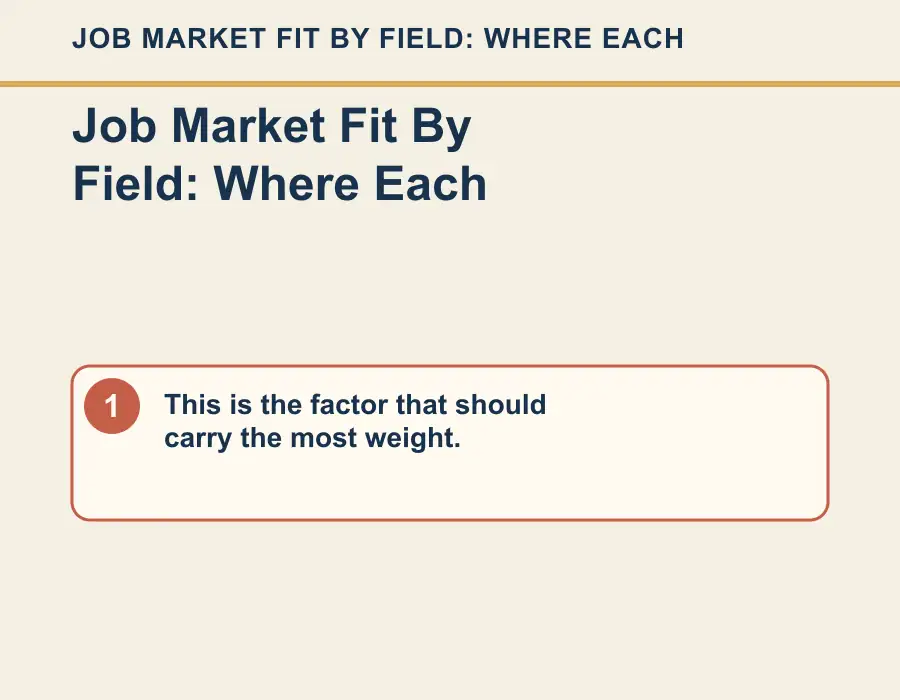 JOB MARKET FIT BY FIELD: WHERE EACH
Job Market Fit By
Field: Where Each
1
This is the factor that should
carry the most weight.